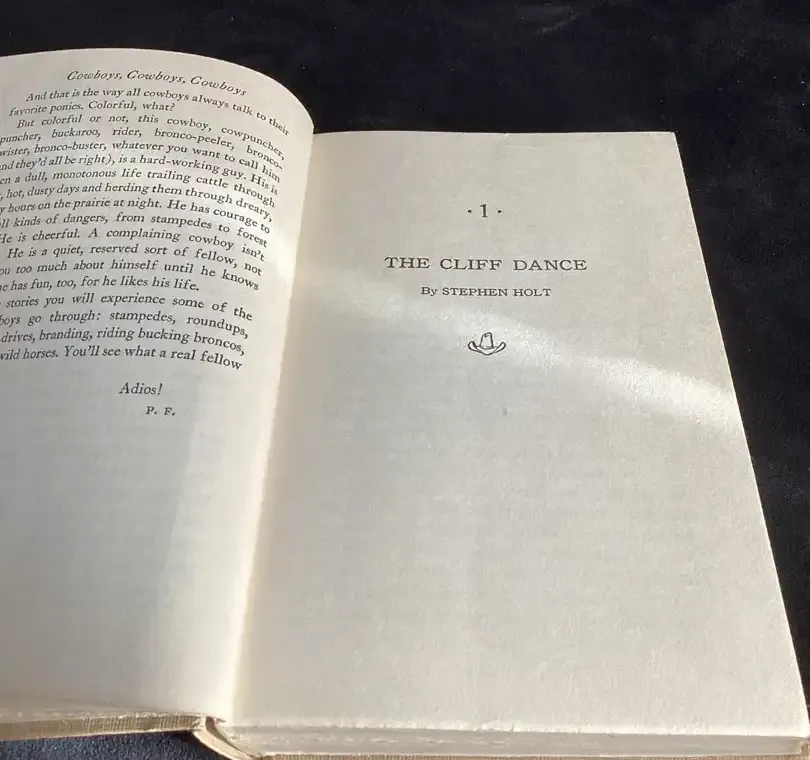 Cowboys, Cowboys, Cowboys
And that is the way all cowboys always talk to their
favorite ponies. Colorful, what?
But colorful or not, this cowboy, cowpuncher,
puncher, buckaroo, rider, bronco-peeler, bronco-
twister, bronco-buster, whatever you want to call him
and they'd all be right), is a hard-working guy. His is
a dull, monotonous life trailing cattle through
hot, dusty days and herding them through dreary,
hours on the prairie at night. He has courage to
all kinds of dangers, from stampedes to forest
He is cheerful. A complaining cowboy isn't
He is a quiet, reserved sort of fellow, not
you too much about himself until he knows
he has fun, too, for he likes his life.
stories you will experience some of the
boys go through: stampedes, roundups,
drives, branding, riding bucking broncos,
wild horses. You'll see what a real fellow
Adios!
P. F.
· 1 ·
THE CLIFF DANCE
By STEPHEN HOLT